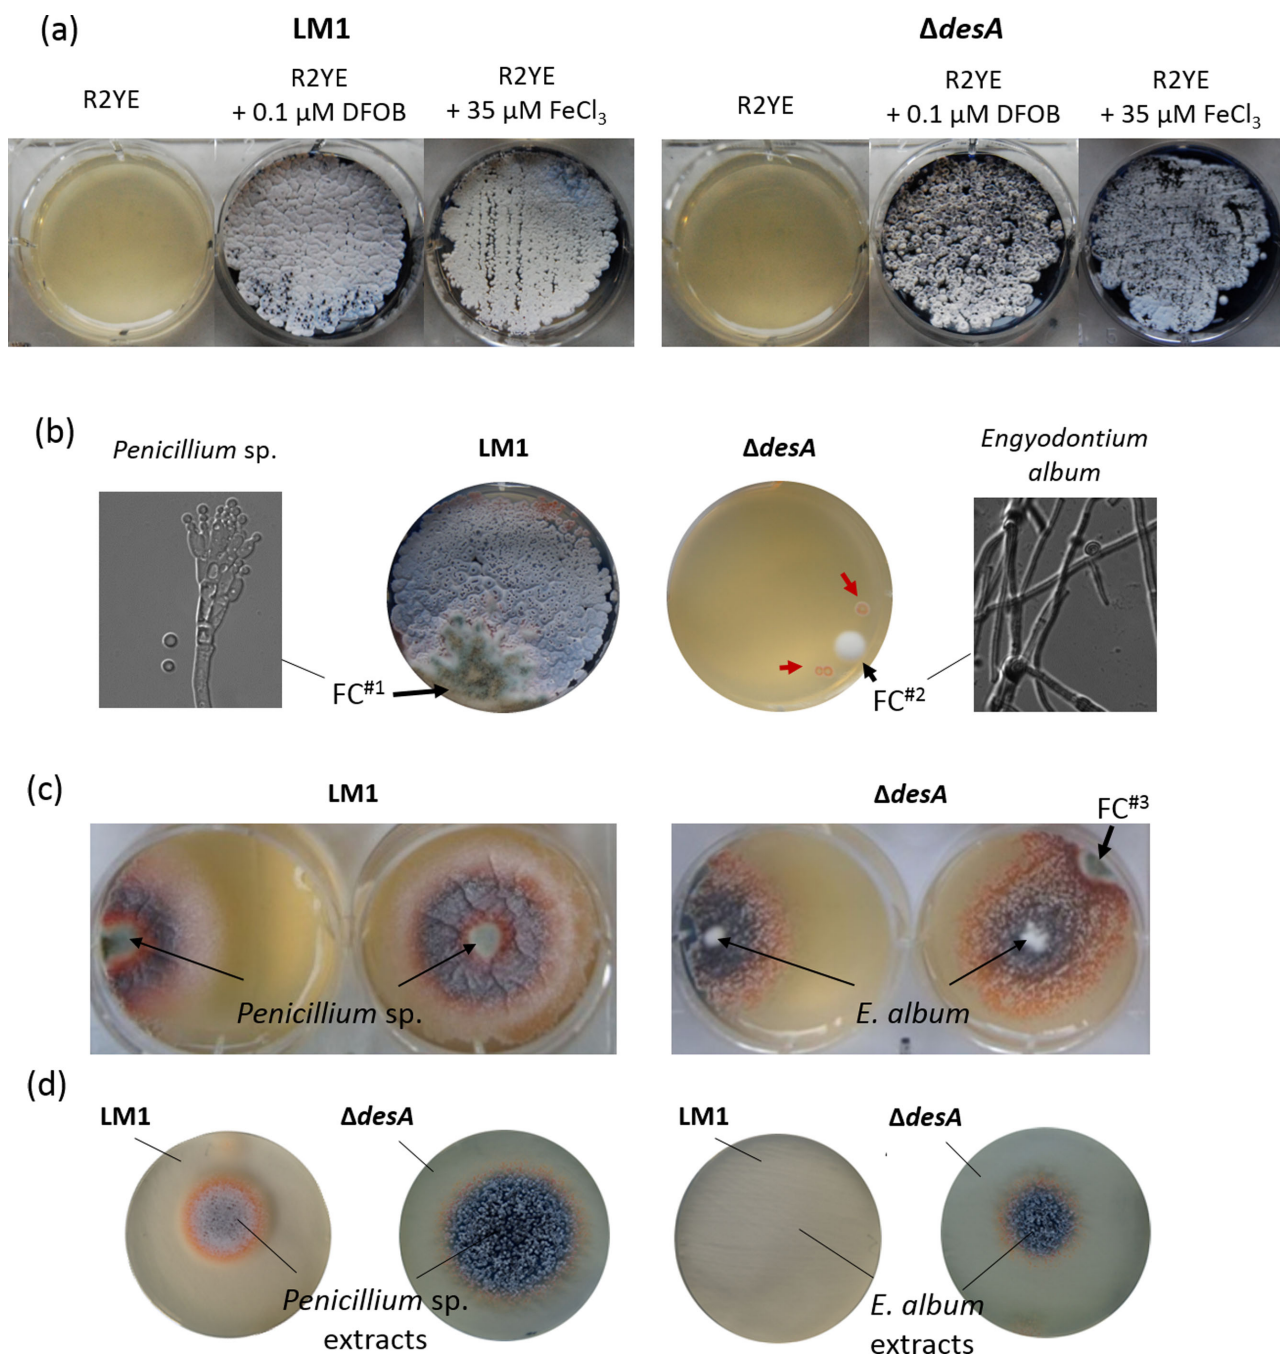 (a)
LM1
ΔdesA
R2YE
R2YE
+ 0.1 µM DFOB
R2YE
+ 35 µM FeCl3
R2YE
R2YE
+ 0.1 µM DFOB
R2YE
+ 35 µM FeCl3
(b)
Penicillium sp.
LM1
ΔdesA
Engyodontium
album
FC#1
FC#2
(c)
LM1
ΔdesA
FC#3
Penicillium sp.
E. album
(d)
LM1
ΔdesA
LM1
ΔdesA
Penicillium sp.
extracts
E. album
extracts